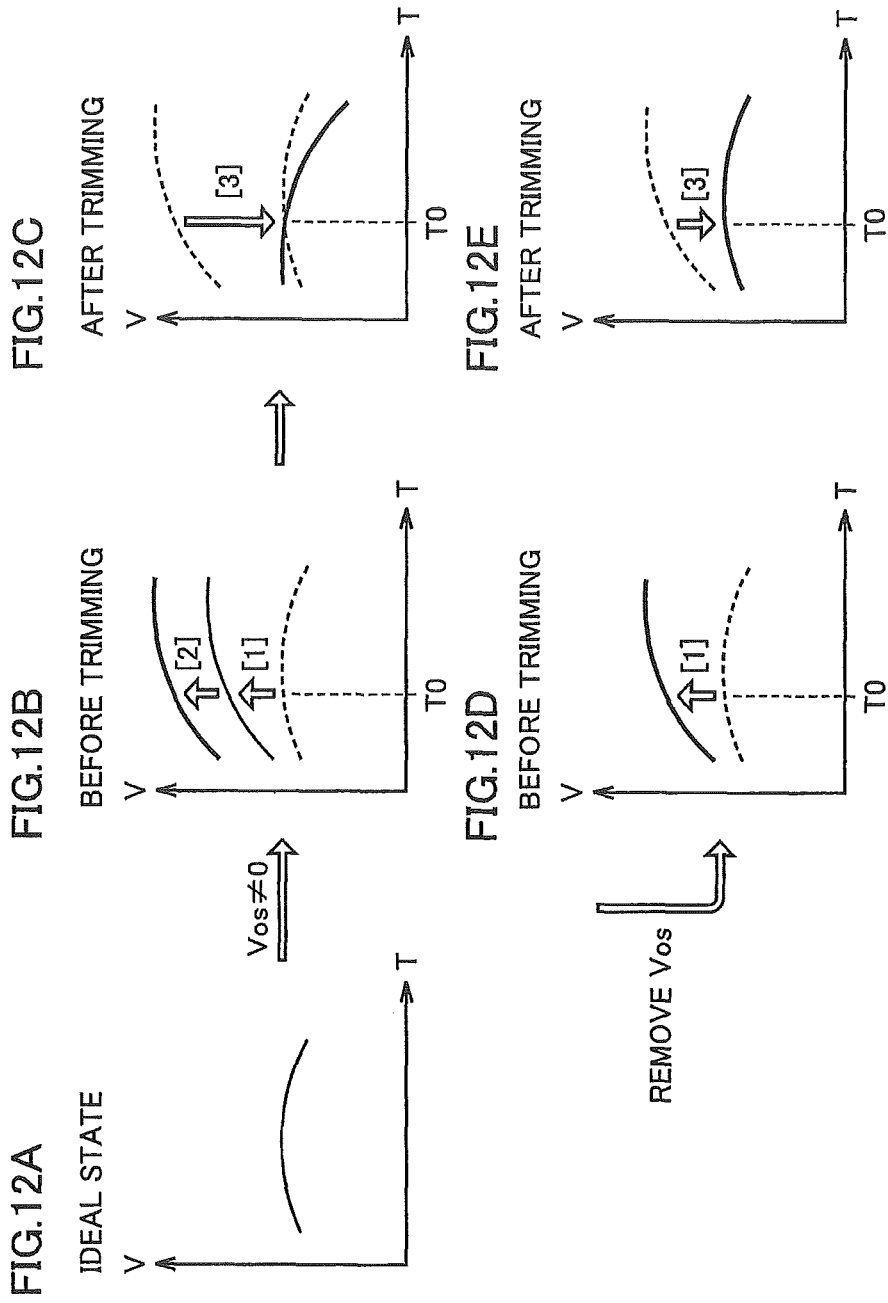 FIG.12A
IDEAL STATE
V
T
Vos≠0
FIG.12B
BEFORE TRIMMING
V
[2]
[1]
T0
T
FIG.12C
AFTER TRIMMING
V
[3]
T0
T
REMOVE Vos
FIG.12D
BEFORE TRIMMING
V
[1]
T0
T
FIG.12E
AFTER TRIMMING
V
[3]
T0
T